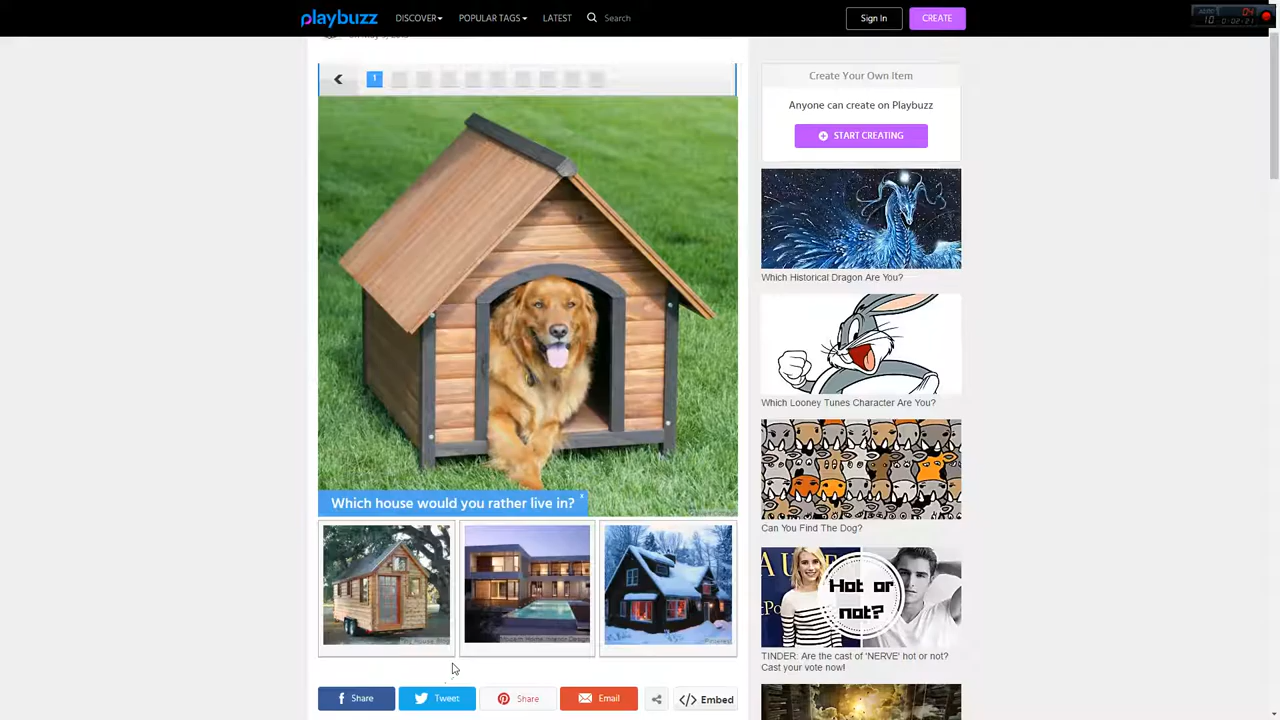 playbuzz DISCOVER POPULAR TAGS LATEST Search Sign In CREATE
1
Create Your Own Item
Anyone can create on Playbuzz
START CREATING
Which Historical Dragon Are You?
Which Looney Tunes Character Are You?
Can You Find The Dog?
Which house would you rather live in? x
Hot or
not?
TINDER: Are the cast of 'NERVE' hot or not?
Cast your vote now!
Share Tweet Share Email Embed